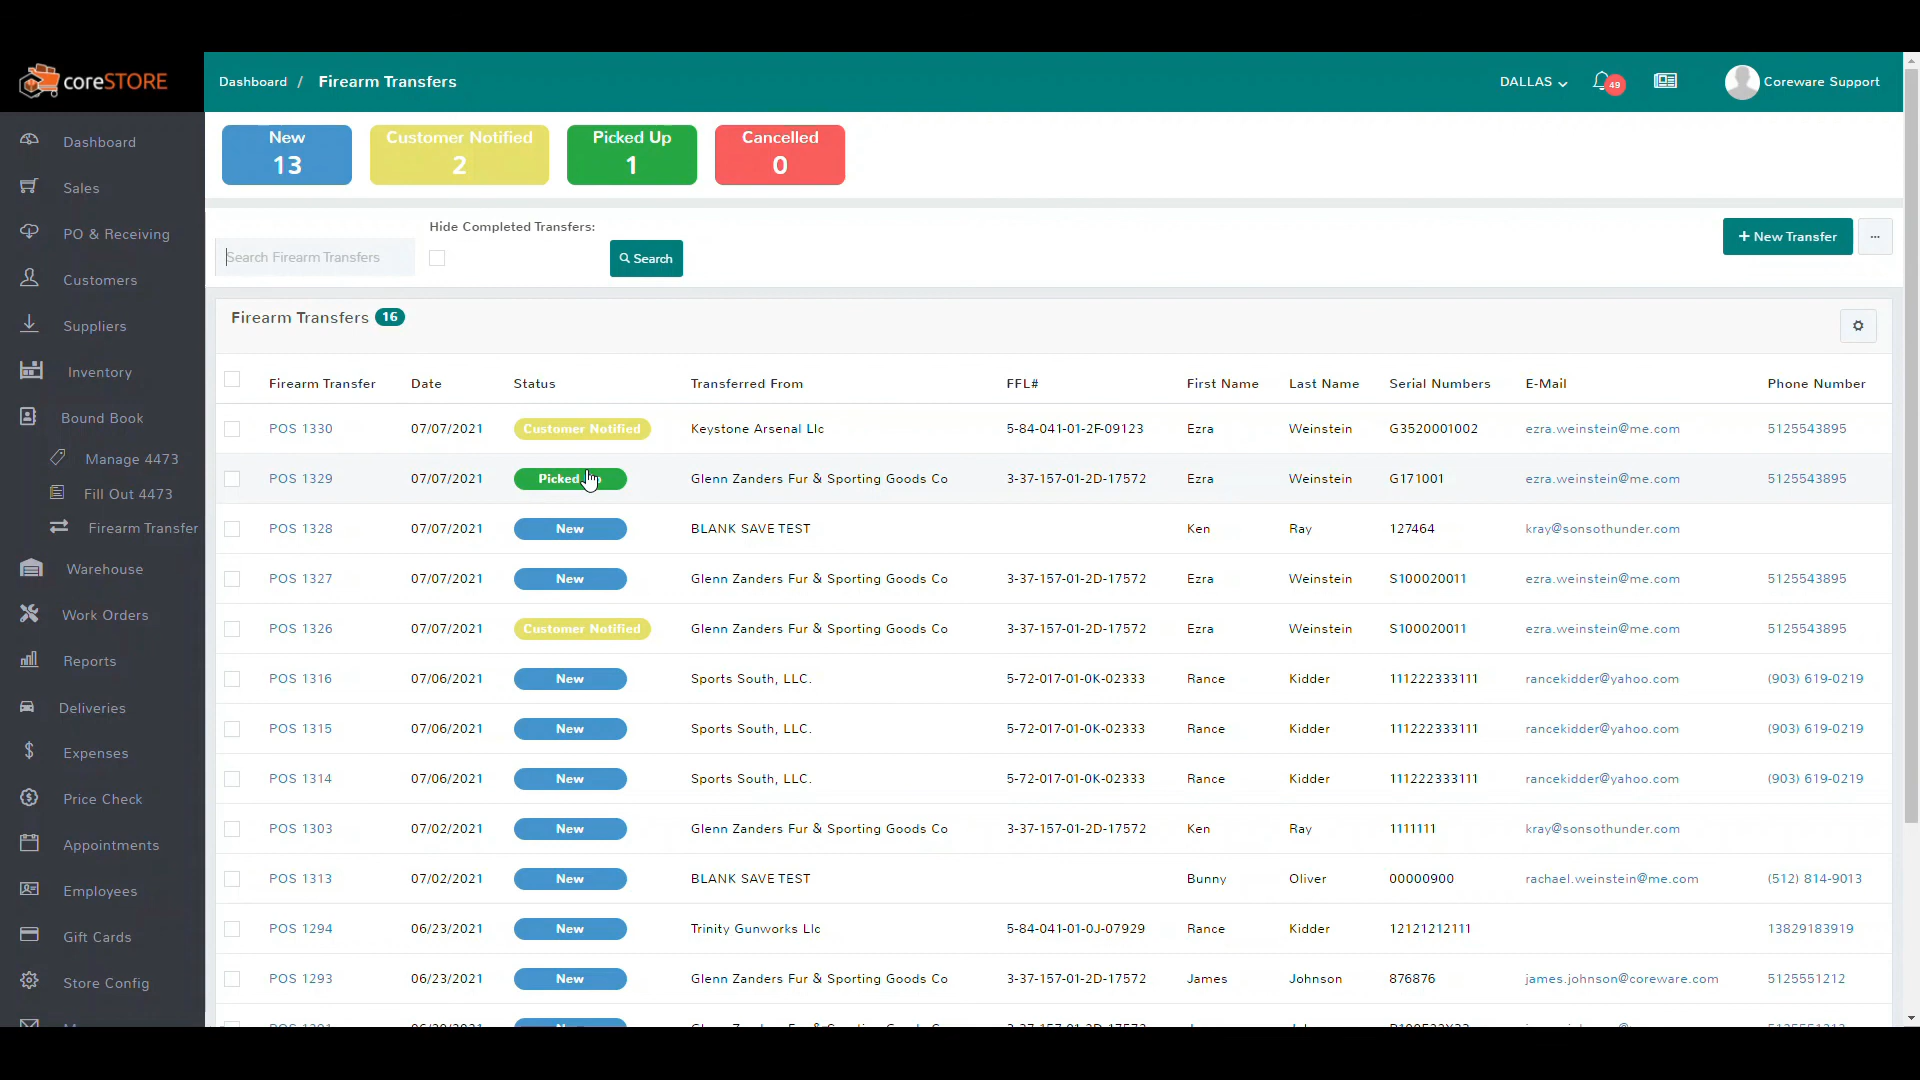 coreSTORE
Dashboard / Firearm Transfers
DALLAS
49
Coreware Support
New
13
Customer Notified
2
Picked Up
1
Cancelled
0
Dashboard
Sales
PO & Receiving
Customers
Suppliers
Inventory
Bound Book
Manage 4473
Fill Out 4473
Firearm Transfer
Warehouse
Work Orders
Reports
Deliveries
Expenses
Price Check
Appointments
Employees
Gift Cards
Store Config
Search Firearm Transfers
Hide Completed Transfers:
Search
+ New Transfer
...
Firearm Transfers 16
Firearm Transfer Date Status Transferred From FFL# First Name Last Name Serial Numbers E-Mail Phone Number
POS 1330 07/07/2021 Customer Notified Keystone Arsenal Llc 5-84-041-01-2F-09123 Ezra Weinstein G3520001002 ezra.weinstein@me.com 5125543895
POS 1329 07/07/2021 Picked Glenn Zanders Fur & Sporting Goods Co 3-37-157-01-2D-17572 Ezra Weinstein G171001 ezra.weinstein@me.com 5125543895
POS 1328 07/07/2021 New BLANK SAVE TEST Ken Ray 127464 kray@sonsothunder.com
POS 1327 07/07/2021 New Glenn Zanders Fur & Sporting Goods Co 3-37-157-01-2D-17572 Ezra Weinstein S100020011 ezra.weinstein@me.com 5125543895
POS 1326 07/07/2021 Customer Notified Glenn Zanders Fur & Sporting Goods Co 3-37-157-01-2D-17572 Ezra Weinstein S100020011 ezra.weinstein@me.com 5125543895
POS 1316 07/06/2021 New Sports South, LLC. 5-72-017-01-0K-02333 Rance Kidder 111222333111 rancekidder@yahoo.com (903) 619-0219
POS 1315 07/06/2021 New Sports South, LLC. 5-72-017-01-0K-02333 Rance Kidder 111222333111 rancekidder@yahoo.com (903) 619-0219
POS 1314 07/06/2021 New Sports South, LLC. 5-72-017-01-0K-02333 Rance Kidder 111222333111 rancekidder@yahoo.com (903) 619-0219
POS 1303 07/02/2021 New Glenn Zanders Fur & Sporting Goods Co 3-37-157-01-2D-17572 Ken Ray 1111111 kray@sonsothunder.com
POS 1313 07/02/2021 New BLANK SAVE TEST Bunny Oliver 00000900 rachael.weinstein@me.com (512) 814-9013
POS 1294 06/23/2021 New Trinity Gunworks Llc 5-84-041-01-0J-07929 Rance Kidder 12121212111 13829183919
POS 1293 06/23/2021 New Glenn Zanders Fur & Sporting Goods Co 3-37-157-01-2D-17572 James Johnson 876876 james.johnson@coreware.com 5125551212